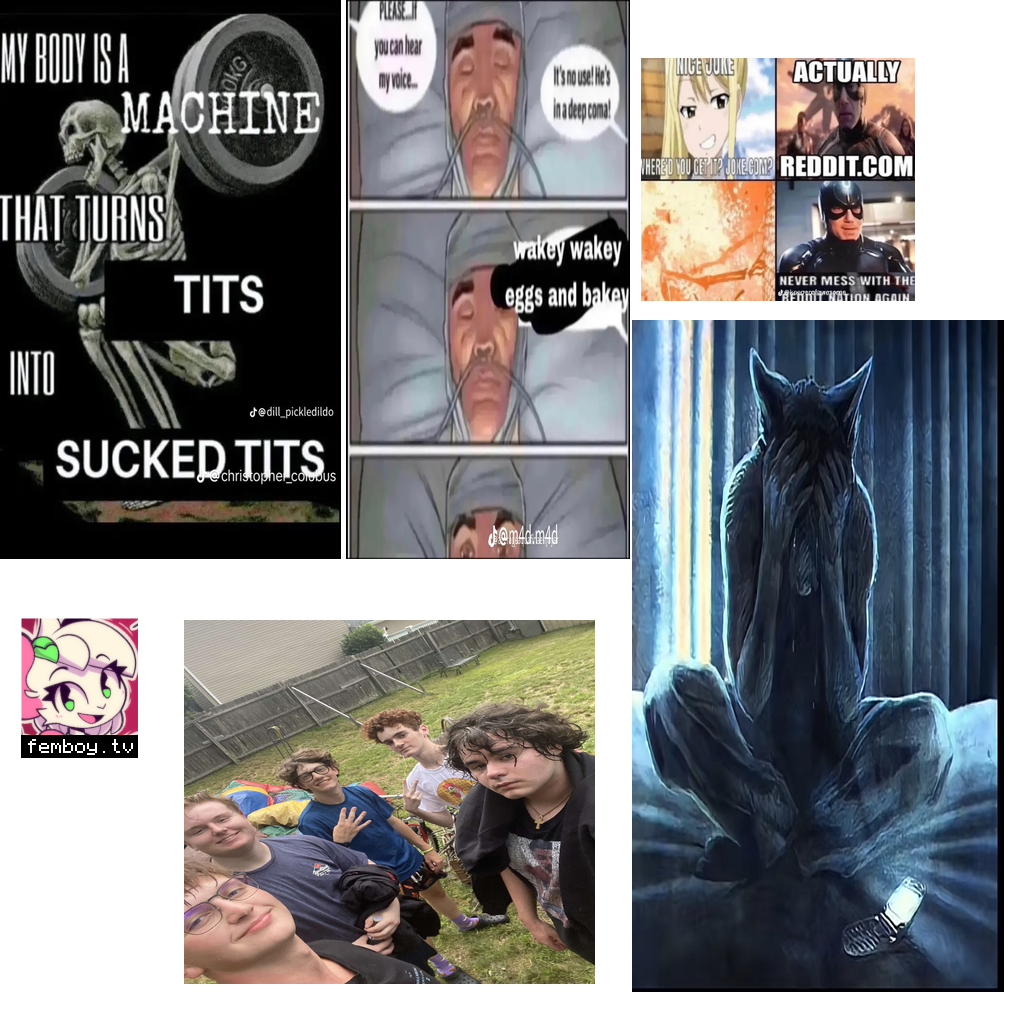 MY BODY IS A
MACHINE
THAT TURNS
TITS
INTO
@dill_pickledildo
SUCKED TITS
@christopher_colobus
PLEASE...IF
you can hear
my voice...
It's no use! He's
in a deep coma!
wakey wakey
eggs and bakey
@m4d.m4d
NICE JOKE
WHERE'D YOU GET IT? JOKE.COM?
ACTUALLY
REDDIT.COM
NEVER MESS WITH THE
REDDIT NATION AGAIN
femboy.tv